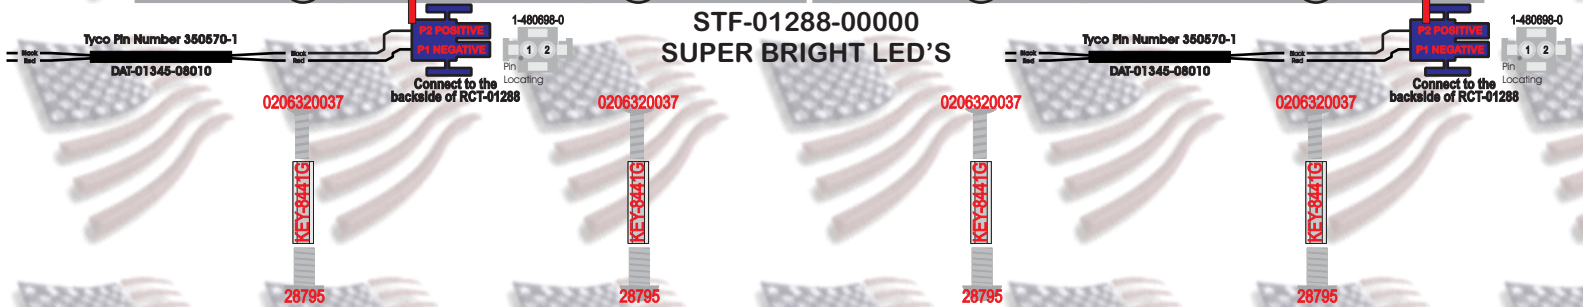 STF-01288-00000
SUPER BRIGHT LED'S
Tyco Pin Number 350570-1
Black
Red
Black
Red
DAT-01345-08010
P2 POSITIVE
P1 NEGATIVE
Connect to the
backside of RCT-01288
1-480698-0
1 2
Pin
Locating
Tyco Pin Number 350570-1
Black
Red
Black
Red
DAT-01345-08010
P2 POSITIVE
P1 NEGATIVE
Connect to the
backside of RCT-01288
1-480698-0
1 2
Pin
Locating
0206320037
0206320037
0206320037
0206320037
KEY-8441G
KEY-8441G
KEY-8441G
KEY-8441G
28795
28795
28795
28795